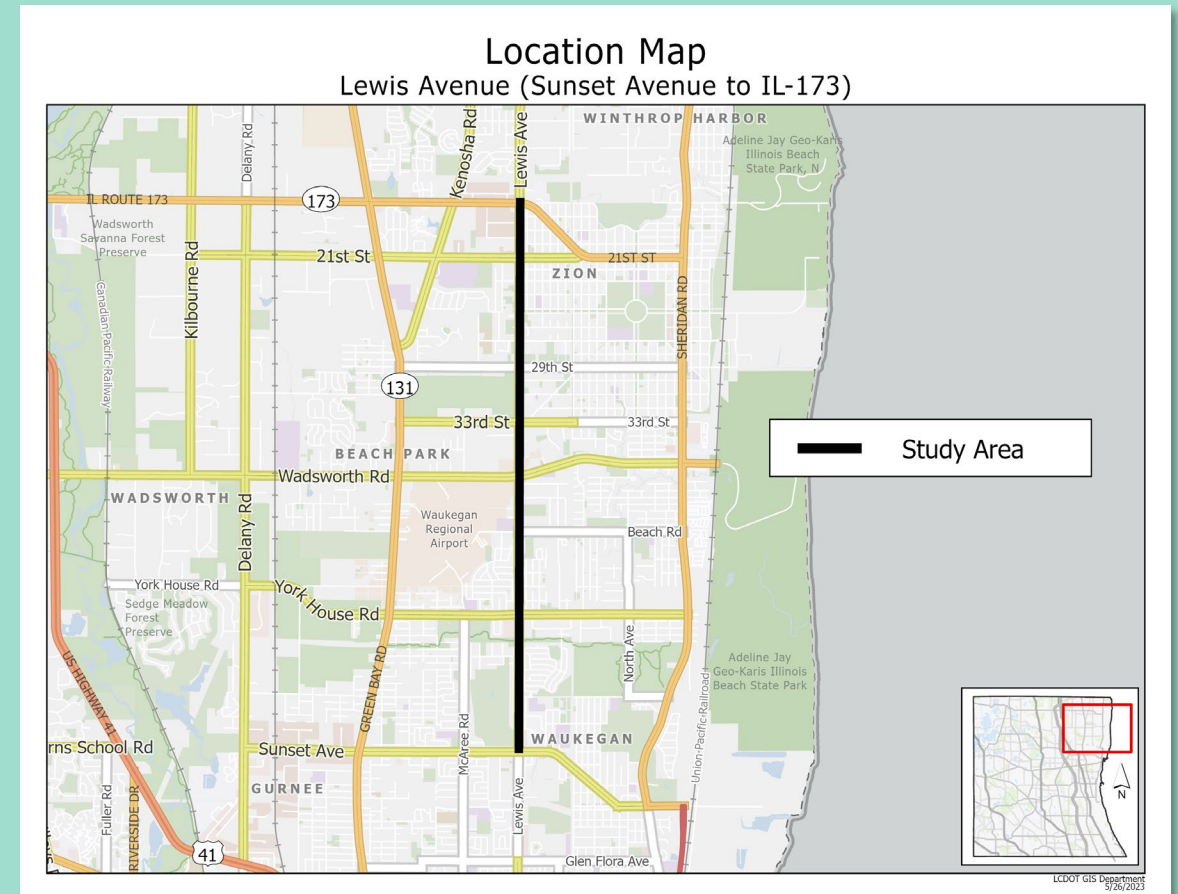 Location Map
Lewis Avenue (Sunset Avenue to IL-173)
WINTHROP HARBOR
Adeline Jay Geo-Karis
Illinois Beach
State Park, N
Delany Rd
Kenosha Rd
Lewis Ave
IL ROUTE 173
173
Wadsworth
Savanna Forest
Preserve
Kilbourne Rd
21st St
21ST ST
ZION
Canadian-Pacific-Railway
SHERIDAN RD
29th St
131
33rd St
33rd St
BEACH PARK
Study Area
Wadsworth Rd
WADSWORTH
Delany Rd
Waukegan
Regional
Airport
Beach Rd
York House Rd
York House Rd
Sedge Meadow
Forest
Preserve
North Ave
Adeline Jay
Geo-Karis Illinois
Beach State Park
US HIGHWAY 41
GREEN BAY RD
McAree Rd
Union-Pacific-Railroad
WAUKEGAN
rns School Rd
Sunset Ave
GURNEE
Fuller Rd
RIVERSIDE DR
Lewis Ave
41
Glen Flora Ave
N
LCDOT GIS Department
5/26/2023